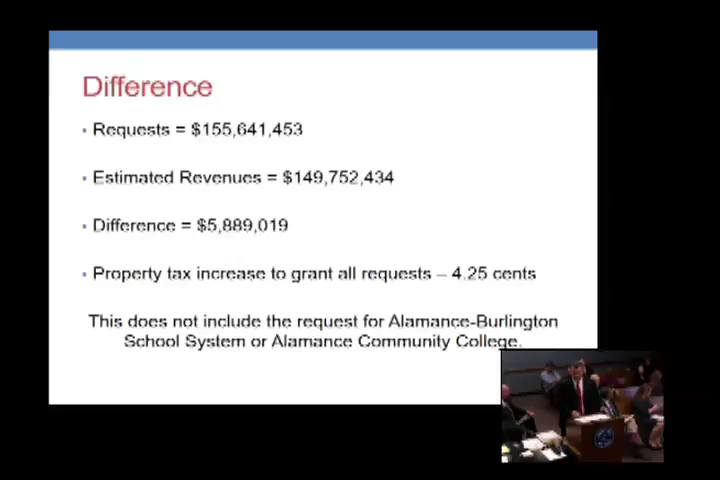 Difference
• Requests = $155,641,453
• Estimated Revenues = $149,752,434
• Difference = $5,889,019
• Property tax increase to grant all requests – 4.25 cents
This does not include the request for Alamance-Burlington
School System or Alamance Community College.